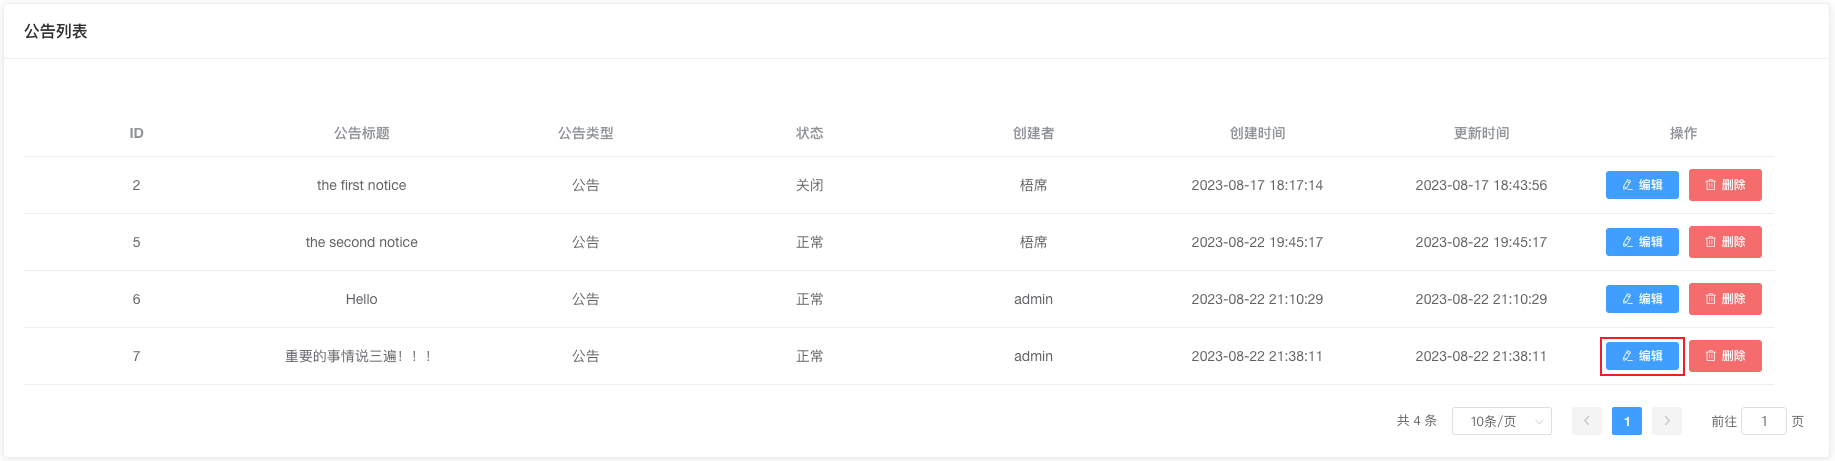 公告列表
ID 公告标题 公告类型 状态 创建者 创建时间 更新时间 操作
2 the first notice 公告 关闭 梧席 2023-08-17 18:17:14 2023-08-17 18:43:56 编辑 删除
5 the second notice 公告 正常 梧席 2023-08-22 19:45:17 2023-08-22 19:45:17 编辑 删除
6 Hello 公告 正常 admin 2023-08-22 21:10:29 2023-08-22 21:10:29 编辑 删除
7 重要的事情说三遍！！！ 公告 正常 admin 2023-08-22 21:38:11 2023-08-22 21:38:11 编辑 删除
共 4 条 10条/页 1 前往 1 页